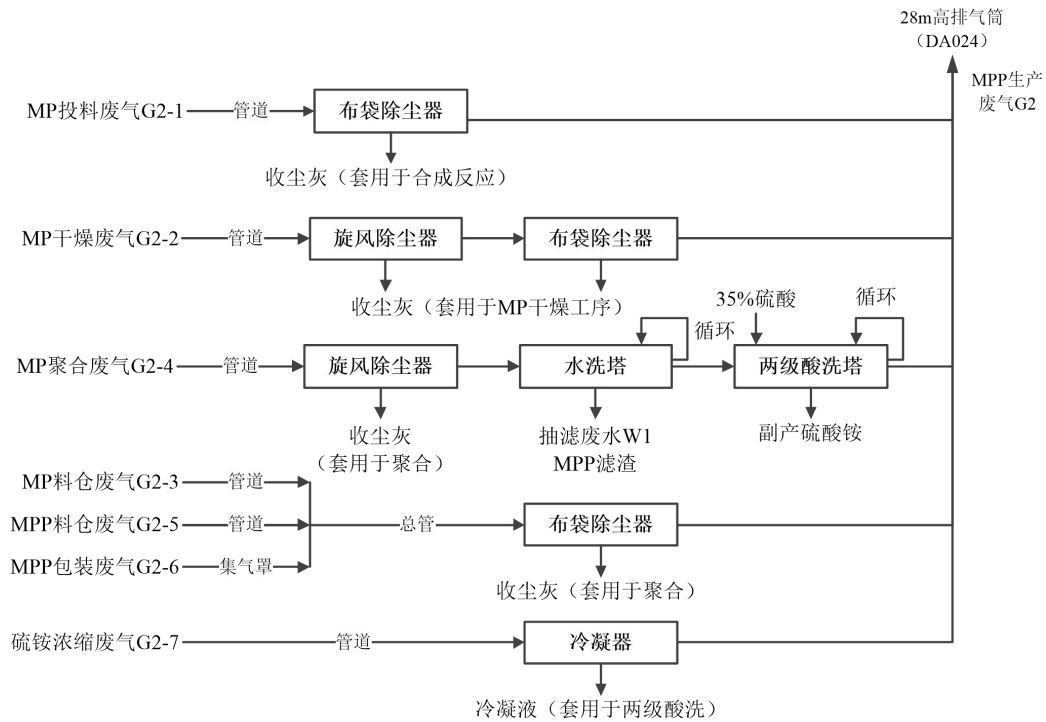 28m高排气筒
（DA024）
MPP生产
废气G2
MP投料废气G2-1
管道
布袋除尘器
收尘灰（套用于合成反应）
MP干燥废气G2-2
管道
旋风除尘器
布袋除尘器
收尘灰（套用于MP干燥工序）
35%硫酸
循环
循环
MP聚合废气G2-4
管道
旋风除尘器
水洗塔
两级酸洗塔
收尘灰
（套用于聚合）
抽滤废水W1
MPP滤渣
副产硫酸铵
MP料仓废气G2-3
管道
MPP料仓废气G2-5
管道
总管
布袋除尘器
MPP包装废气G2-6
集气罩
收尘灰（套用于聚合）
硫铵浓缩废气G2-7
管道
冷凝器
冷凝液（套用于两级酸洗）